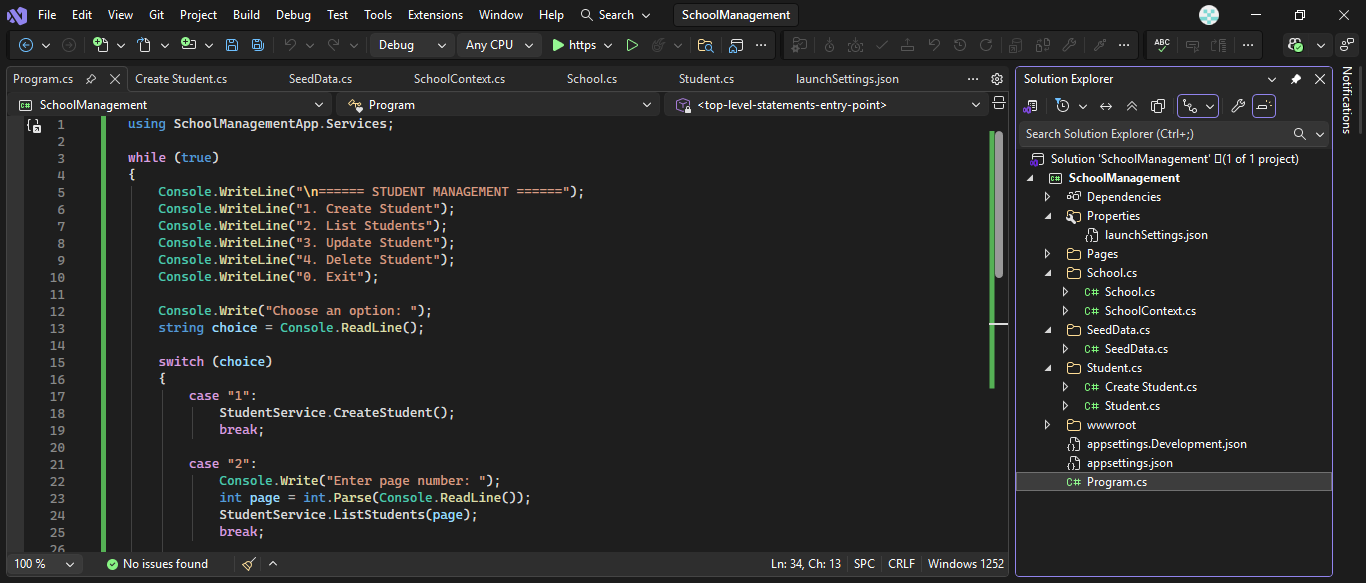 File Edit View Git Project Build Debug Test Tools Extensions Window Help Search SchoolManagement
Debug Any CPU https
Program.cs Create Student.cs SeedData.cs SchoolContext.cs School.cs Student.cs launchSettings.json
SchoolManagement Program <top-level-statements-entry-point>
1 using SchoolManagementApp.Services;
2
3 while (true)
4 {
5 Console.WriteLine("\n====== STUDENT MANAGEMENT ======");
6 Console.WriteLine("1. Create Student");
7 Console.WriteLine("2. List Students");
8 Console.WriteLine("3. Update Student");
9 Console.WriteLine("4. Delete Student");
10 Console.WriteLine("0. Exit");
11
12 Console.Write("Choose an option: ");
13 string choice = Console.ReadLine();
14
15 switch (choice)
16 {
17 case "1":
18 StudentService.CreateStudent();
19 break;
20
21 case "2":
22 Console.Write("Enter page number: ");
23 int page = int.Parse(Console.ReadLine());
24 StudentService.ListStudents(page);
25 break;
26
100 % No issues found Ln: 34, Ch: 13 SPC CRLF Windows 1252
Solution Explorer
Search Solution Explorer (Ctrl+;)
Solution 'SchoolManagement' (1 of 1 project)
SchoolManagement
Dependencies
Properties
launchSettings.json
Pages
School.cs
C# School.cs
C# SchoolContext.cs
SeedData.cs
C# SeedData.cs
Student.cs
C# Create Student.cs
C# Student.cs
wwwroot
appsettings.Development.json
appsettings.json
C# Program.cs
Notifications